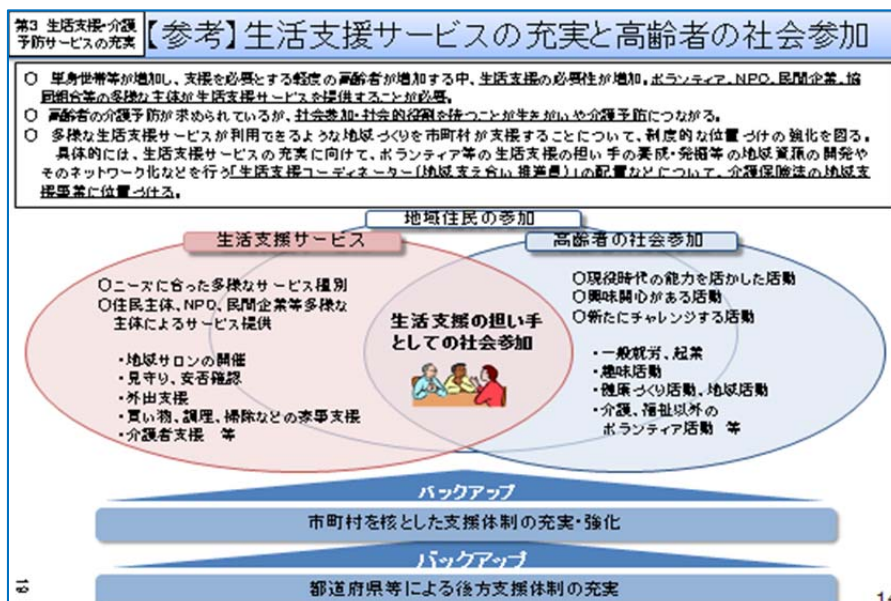 第3 生活支援・介護
予防サービスの充実
【参考】生活支援サービスの充実と高齢者の社会参加
○ 単身世帯等が増加し、支援を必要とする軽度の高齢者が増加する中、生活支援の必要性が増加。ボランティア、NPO、民間企業、協
同組合等の多様な主体が生活支援サービスを提供することが必要。
○ 高齢者の介護予防が求められているが、社会参加・社会的役割を持つことが生きがいや介護予防につながる。
○ 多様な生活支援サービスが利用できるような地域づくりを市町村が支援することについて、制度的な位置づけの強化を図る。
具体的には、生活支援サービスの充実に向けて、ボランティア等の生活支援の担い手の養成・発掘等の地域資源の開発や
そのネットワーク化などを行う「生活支援コーディネーター(地域支え合い推進員)」の配置などについて、介護保険法の地域支
援事業に位置づける。
地域住民の参加
生活支援サービス
高齢者の社会参加
○ニーズに合った多様なサービス種別
○住民主体、NPO、民間企業等多様な
主体によるサービス提供
・地域サロンの開催
・見守り、安否確認
・外出支援
・買い物、調理、掃除などの家事支援
・介護者支援 等
生活支援の担い手
としての社会参加
○現役時代の能力を活かした活動
○興味関心がある活動
○新たにチャレンジする活動
・一般就労、起業
・趣味活動
・健康づくり活動、地域活動
・介護、福祉以外の
ボランティア活動 等
バックアップ
市町村を核とした支援体制の充実・強化
バックアップ
都道府県等による後方支援体制の充実
19